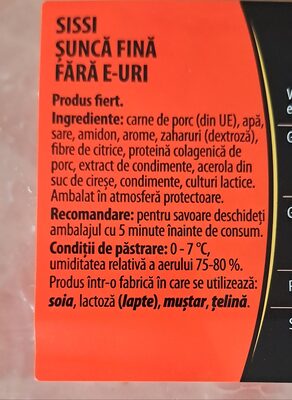 SISSI
ȘUNCĂ FINĂ
FĂRĂ E-URI
Produs fiert.
Ingrediente: carne de porc (din UE), apă,
sare, amidon, arome, zaharuri (dextroză),
fibre de citrice, proteină colagenică de
porc, extract de condimente, acerola din
suc de cireșe, condimente, culturi lactice.
Ambalat în atmosferă protectoare.
Recomandare: pentru savoare deschideți
ambalajul cu 5 minute înainte de consum.
Condiții de păstrare: 0 - 7 °C,
umiditatea relativă a aerului 75-80 %.
Produs într-o fabrică în care se utilizează:
soia, lactoză (lapte), muștar, țelină.